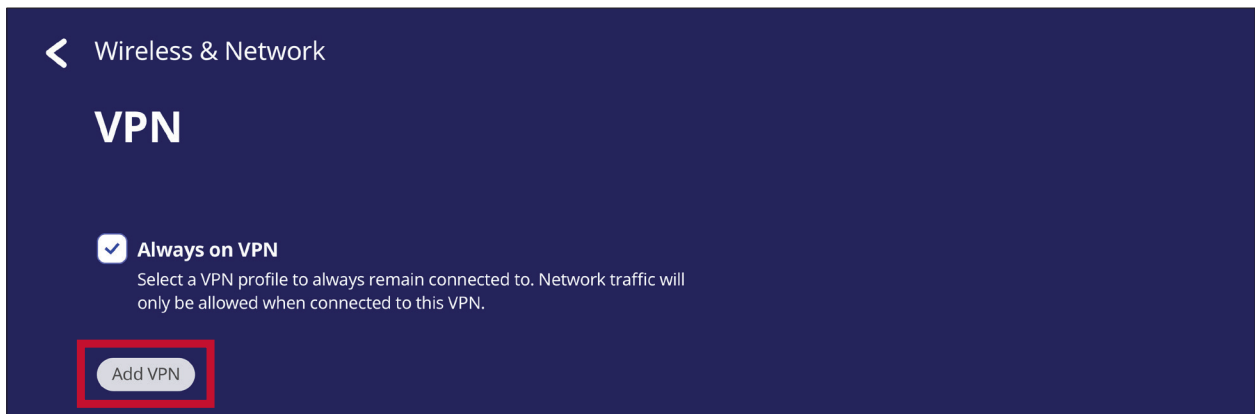 Wireless & Network
VPN
Always on VPN
Select a VPN profile to always remain connected to. Network traffic will
only be allowed when connected to this VPN.
Add VPN